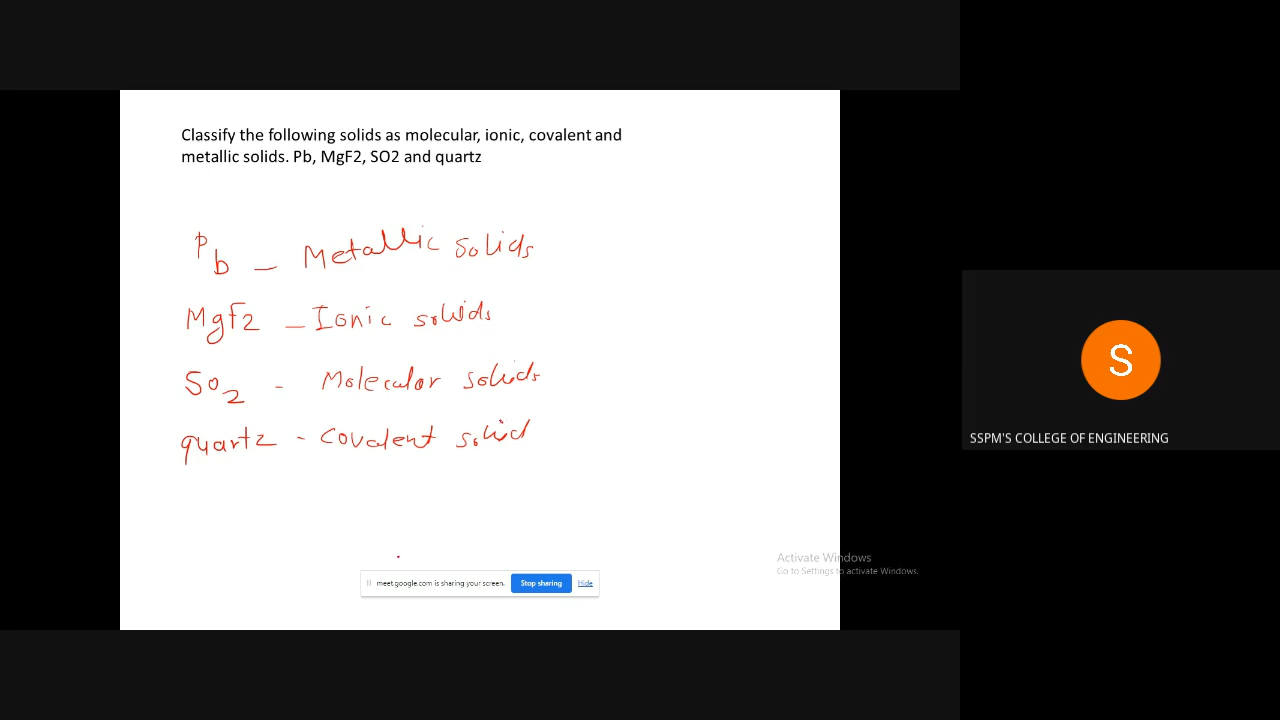 Classify the following solids as molecular, ionic, covalent and
metallic solids. Pb, MgF2, SO2 and quartz
Pb - Metallic solids
MgF2 - Ionic solids
SO2 - Molecular solids
quartz - covalent solid
Activate Windows
Go to Settings to activate Windows.
meet.google.com is sharing your screen. Stop sharing Hide
S
SSPM'S COLLEGE OF ENGINEERING